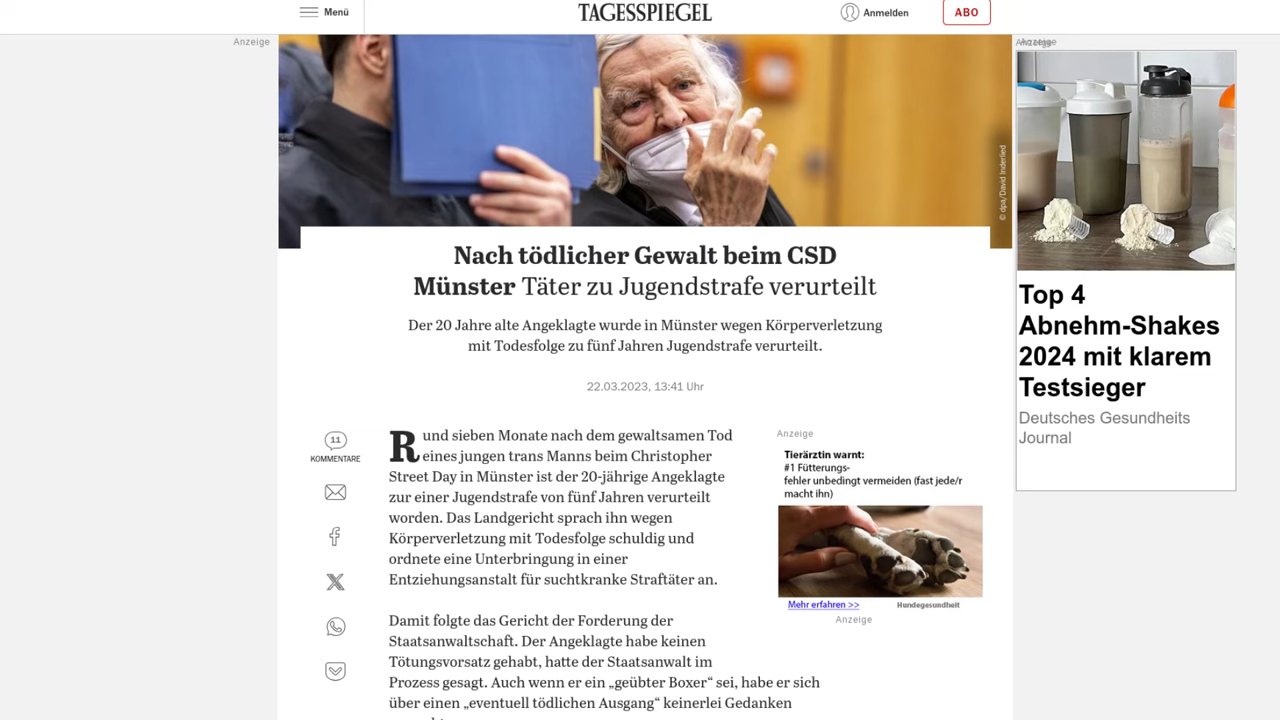 Menü
TAGESSPIEGEL
Anmelden
ABO
Anzeige
Anzeige
© dpa/David Inderlied
Nach tödlicher Gewalt beim CSD
Münster Täter zu Jugendstrafe verurteilt
Der 20 Jahre alte Angeklagte wurde in Münster wegen Körperverletzung
mit Todesfolge zu fünf Jahren Jugendstrafe verurteilt.
22.03.2023, 13:41 Uhr
Top 4
Abnehm-Shakes
2024 mit klarem
Testsieger
Deutsches Gesundheits
Journal
11
KOMMENTARE
Rund sieben Monate nach dem gewaltsamen Tod
eines jungen trans Manns beim Christopher
Street Day in Münster ist der 20-jährige Angeklagte
zur einer Jugendstrafe von fünf Jahren verurteilt
worden. Das Landgericht sprach ihn wegen
Körperverletzung mit Todesfolge schuldig und
ordnete eine Unterbringung in einer
Entziehungsanstalt für suchtkranke Straftäter an.
Damit folgte das Gericht der Forderung der
Staatsanwaltschaft. Der Angeklagte habe keinen
Tötungsvorsatz gehabt, hatte der Staatsanwalt im
Prozess gesagt. Auch wenn er ein „geübter Boxer“ sei, habe er sich
über einen „eventuell tödlichen Ausgang“ keinerlei Gedanken
Anzeige
Tierärztin warnt:
#1 Fütterungs-
fehler unbedingt vermeiden (fast jede/r
macht ihn)
Mehr erfahren >>
Hundegesundheit
Anzeige